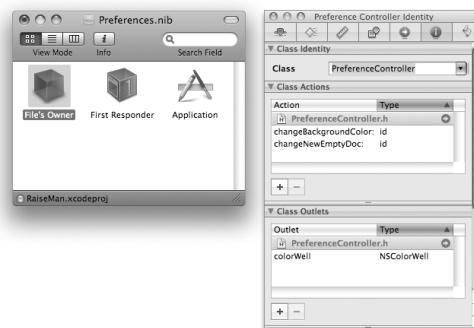 Preferences.nib
View Mode
Info
Search Field
File's Owner
First Responder
Application
RaiseMan.xcodeproj
Preference Controller Identity
Class Identity
Class
PreferenceController
Class Actions
Action Type
PreferenceController.h
changeBackgroundColor: id
changeNewEmptyDoc: id
Class Outlets
Outlet Type
PreferenceController.h
colorWell NSColorWell